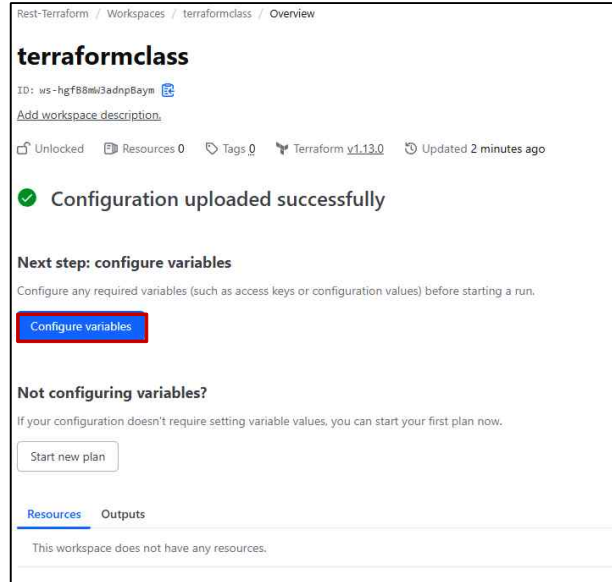 Rest-Terraform / Workspaces / terraformclass / Overview
terraformclass
ID: ws-hgfB8mW3adnpBaym
Add workspace description.
Unlocked Resources 0 Tags 0 Terraform v1.13.0 Updated 2 minutes ago
Configuration uploaded successfully
Next step: configure variables
Configure any required variables (such as access keys or configuration values) before starting a run.
Configure variables
Not configuring variables?
If your configuration doesn't require setting variable values, you can start your first plan now.
Start new plan
Resources Outputs
This workspace does not have any resources.